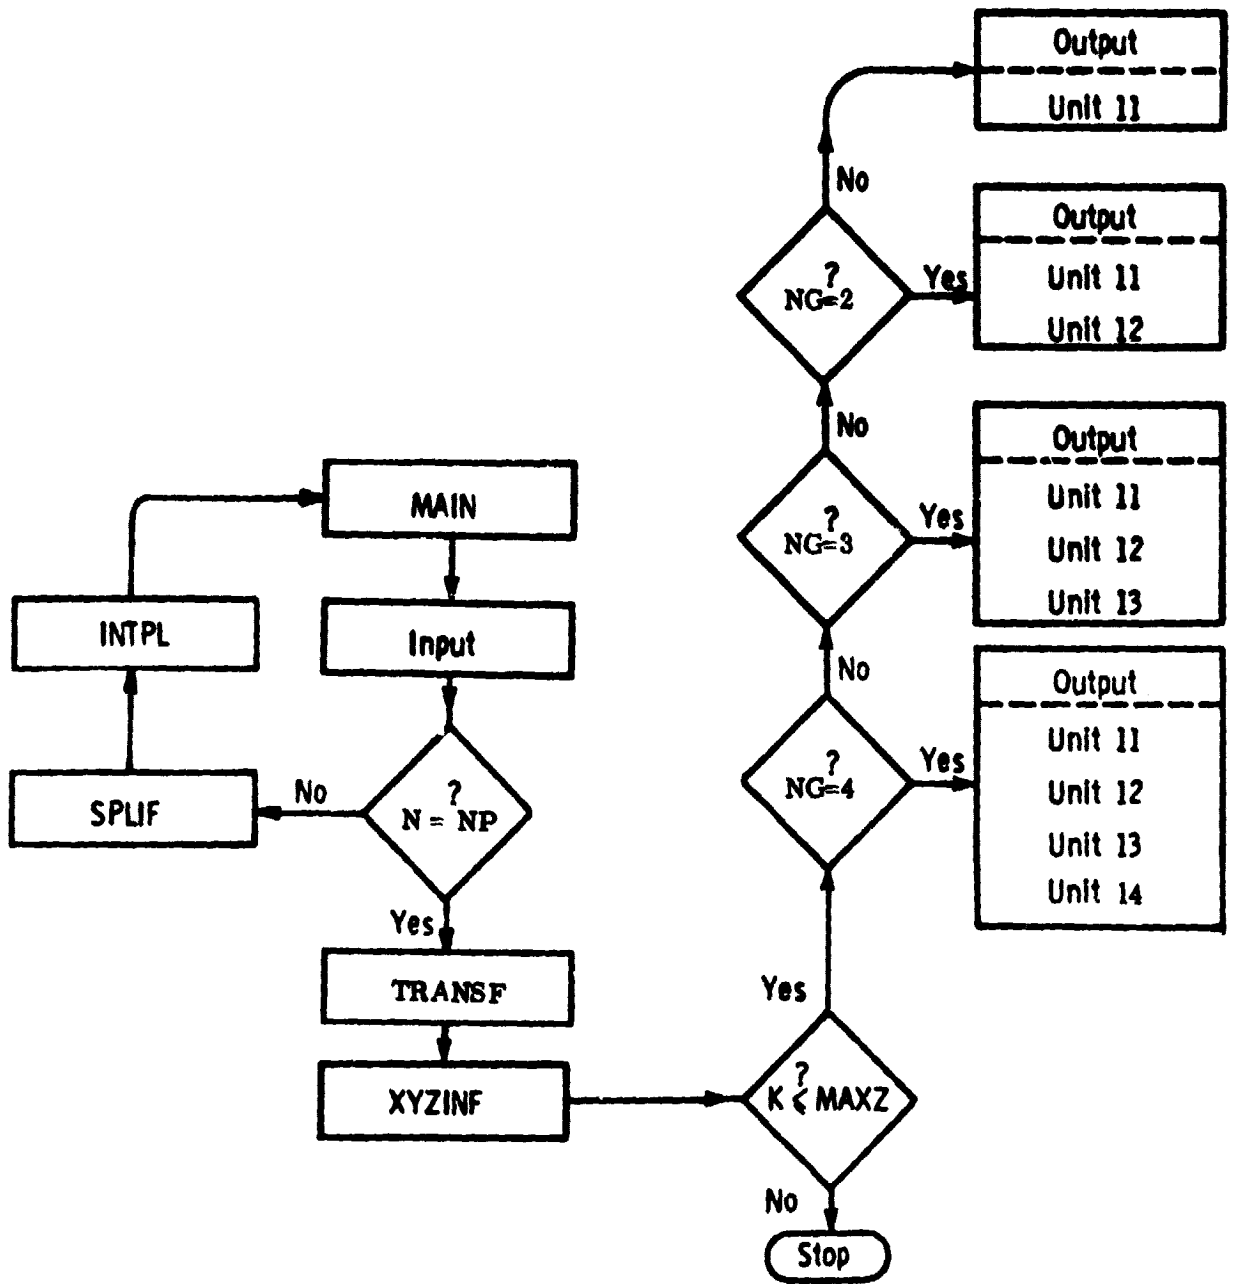 MAIN
Input
?
N = NP
No
SPLIF
INTPL
Yes
TRANSF
XYZINF
?
K ⩽ MAXZ
No
Stop
Yes
?
NG=4
Yes
Output
Unit 11
Unit 12
Unit 13
Unit 14
No
?
NG=3
Yes
Output
Unit 11
Unit 12
Unit 13
No
?
NG=2
Yes
Output
Unit 11
Unit 12
No
Output
Unit 11